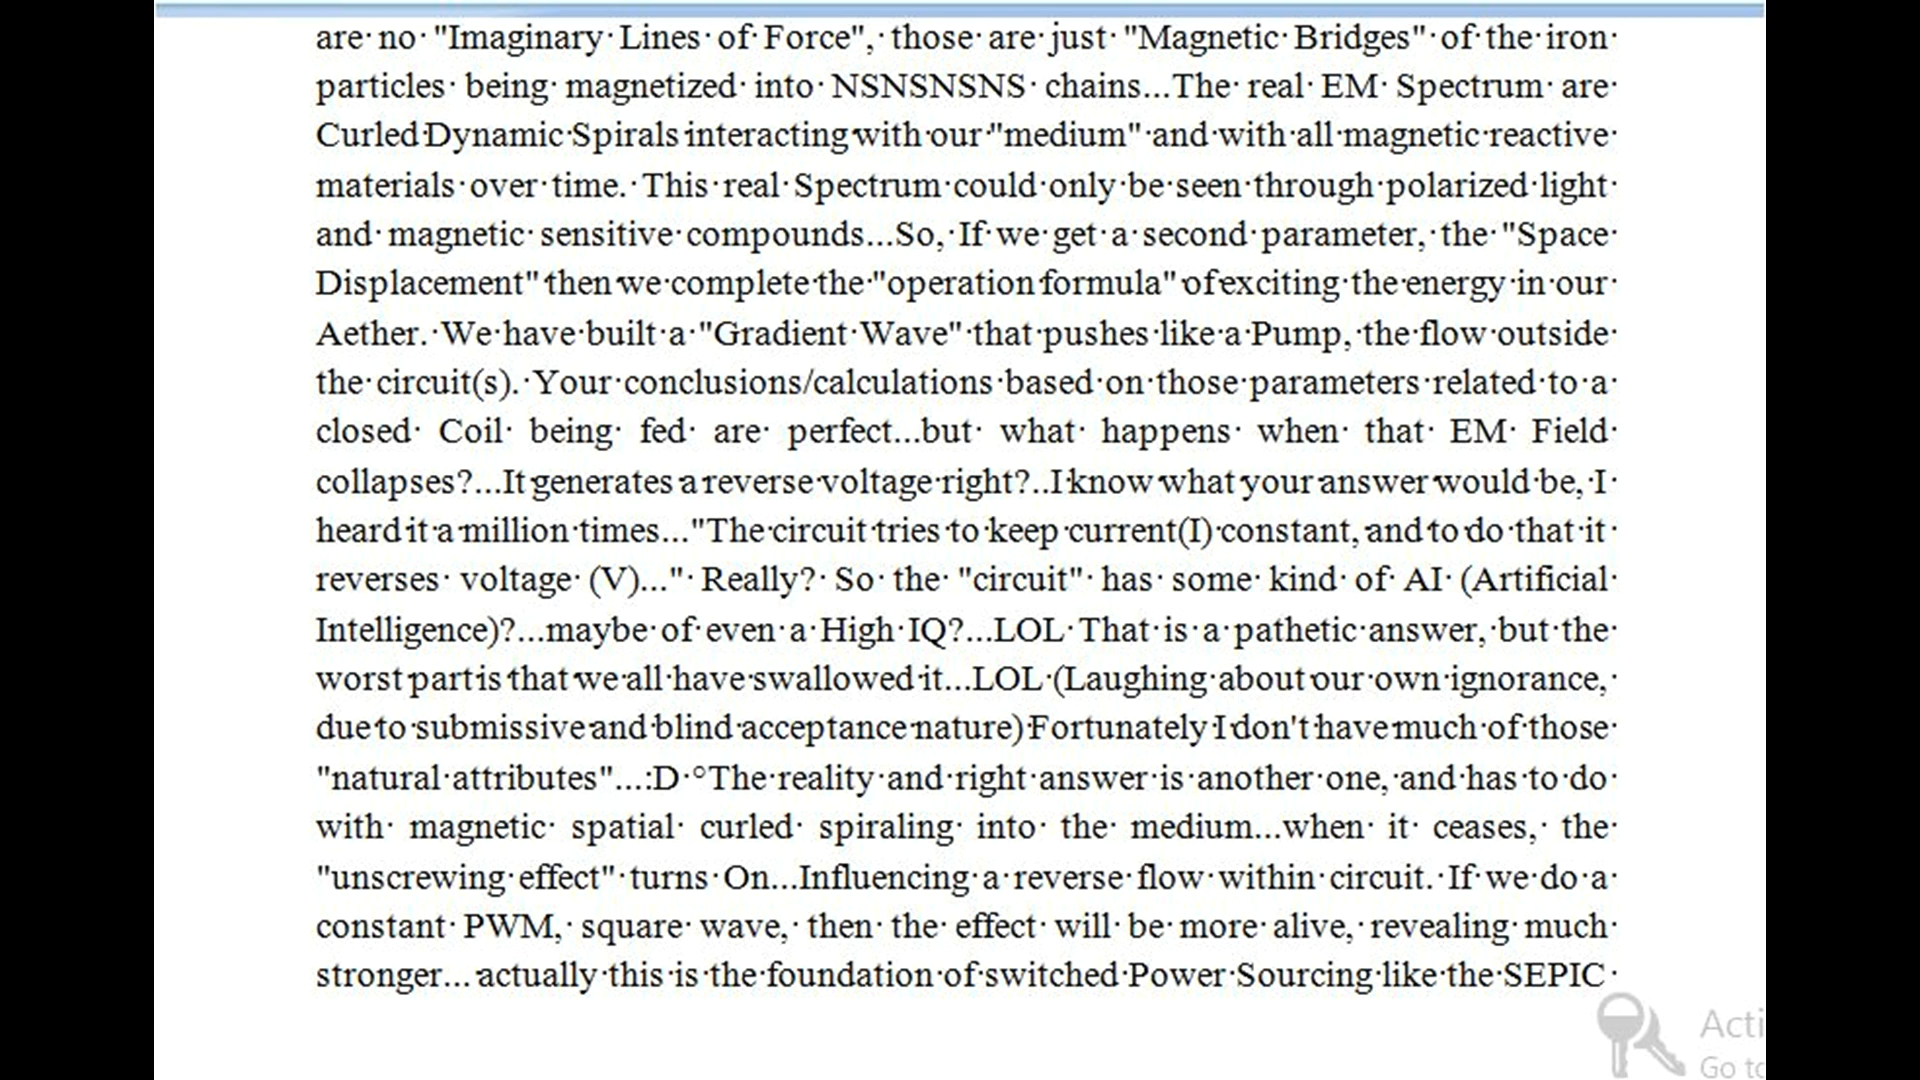 are no "Imaginary Lines of Force", those are just "Magnetic Bridges" of the iron
particles being magnetized into NSNSNSNS chains...The real EM Spectrum are
Curled Dynamic Spirals interacting with our "medium" and with all magnetic reactive
materials over time. This real Spectrum could only be seen through polarized light
and magnetic sensitive compounds...So, If we get a second parameter, the "Space
Displacement" then we complete the "operation formula" of exciting the energy in our
Aether. We have built a "Gradient Wave" that pushes like a Pump, the flow outside
the circuit(s). Your conclusions/calculations based on those parameters related to a
closed Coil being fed are perfect...but what happens when that EM Field
collapses?...It generates a reverse voltage right?..I know what your answer would be, I
heard it a million times..."The circuit tries to keep current(I) constant, and to do that it
reverses voltage (V)..." Really? So the "circuit" has some kind of AI (Artificial
Intelligence)?...maybe of even a High IQ?...LOL That is a pathetic answer, but the
worst part is that we all have swallowed it...LOL (Laughing about our own ignorance,
due to submissive and blind acceptance nature) Fortunately I don't have much of those
"natural attributes"...:D °The reality and right answer is another one, and has to do
with magnetic spatial curled spiraling into the medium...when it ceases, the
"unscrewing effect" turns On...Influencing a reverse flow within circuit. If we do a
constant PWM, square wave, then the effect will be more alive, revealing much
stronger... actually this is the foundation of switched Power Sourcing like the SEPIC
Acti
Go to